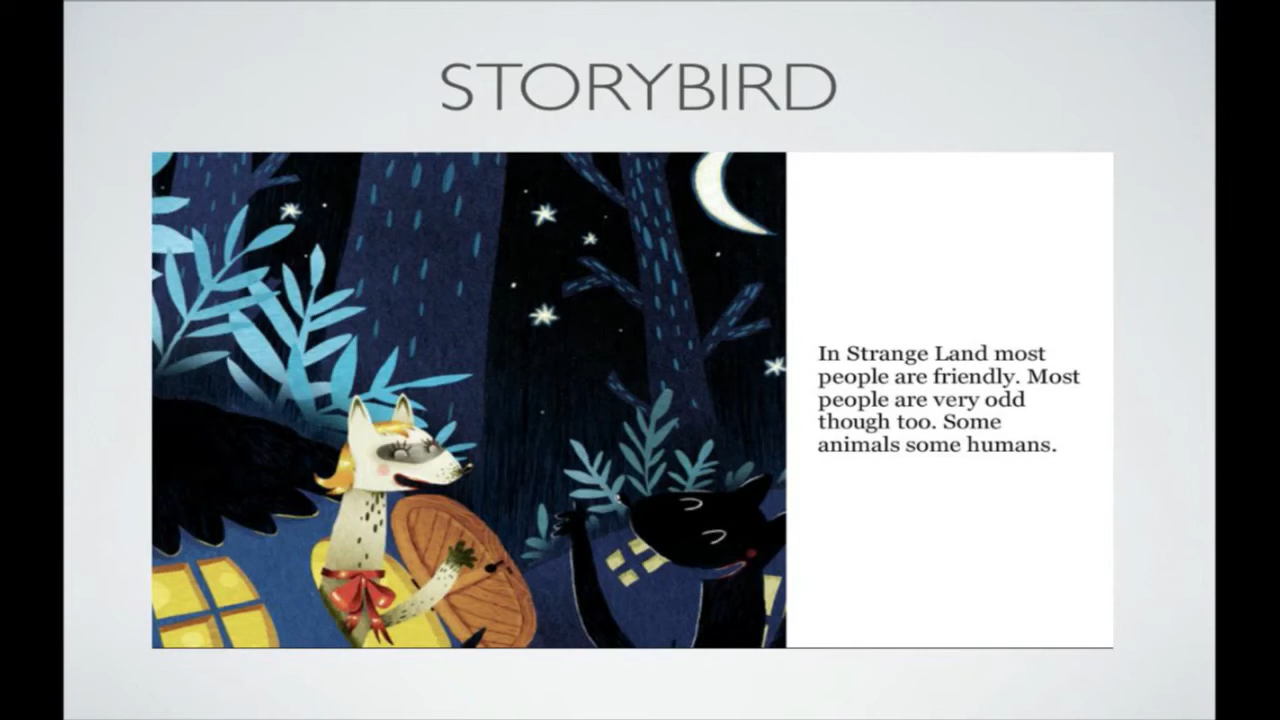 STORYBIRD
In Strange Land most
people are friendly. Most
people are very odd
though too. Some
animals some humans.